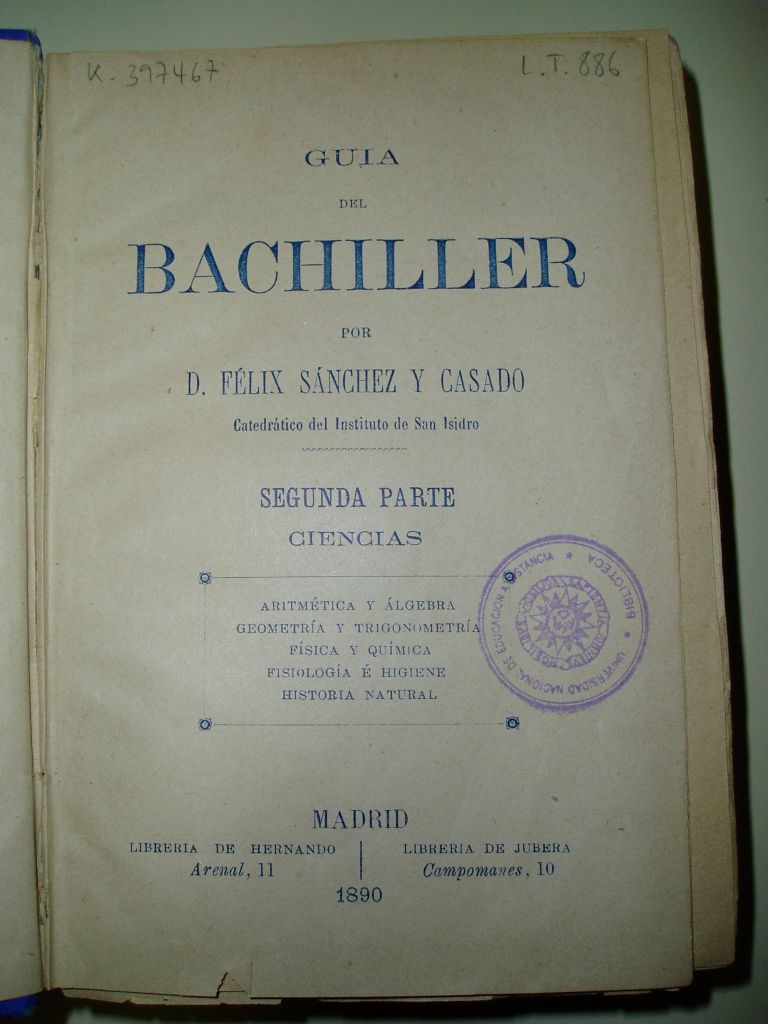 K. 397467
L.T. 886
GUIA
DEL
BACHILLER
POR
D. FÉLIX SÁNCHEZ Y CASADO
Catedrático del Instituto de San Isidro
SEGUNDA PARTE
CIENCIAS
ARITMÉTICA Y ÁLGEBRA
GEOMETRÍA Y TRIGONOMETRÍA
FÍSICA Y QUÍMICA
FISIOLOGÍA É HIGIENE
HISTORIA NATURAL
UNIVERSIDAD NACIONAL DE EDUCACION A DISTANCIA * BIBLIOTECA *
MADRID
LIBRERIA DE HERNANDO
Arenal, 11
LIBRERIA DE JUBERA
Campomanes, 10
1890